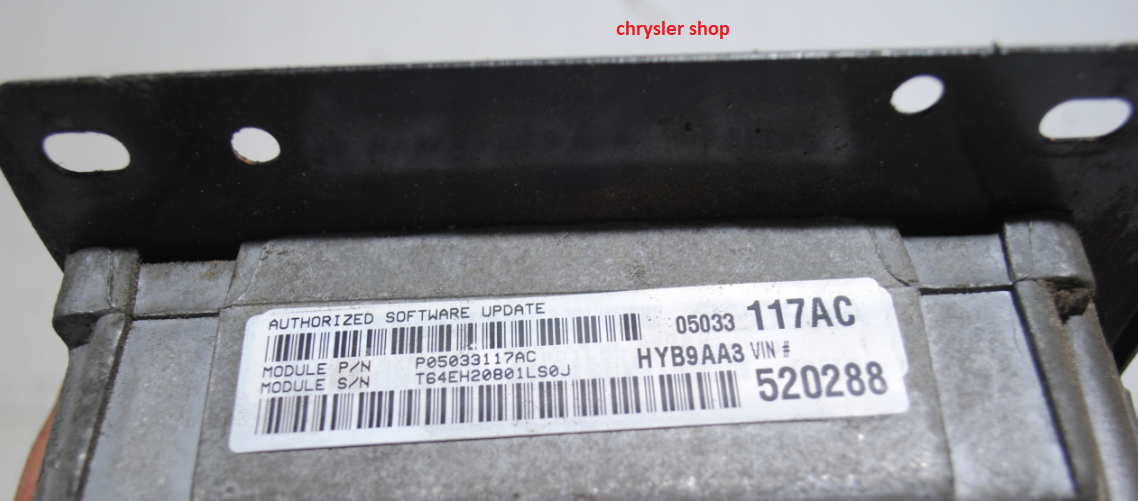 chrysler shop
AUTHORIZED SOFTWARE UPDATE
05033 117AC
MODULE P/N P05033117AC
HYB9AA3 VIN #
MODULE S/N T64EH20801LS0J
520288